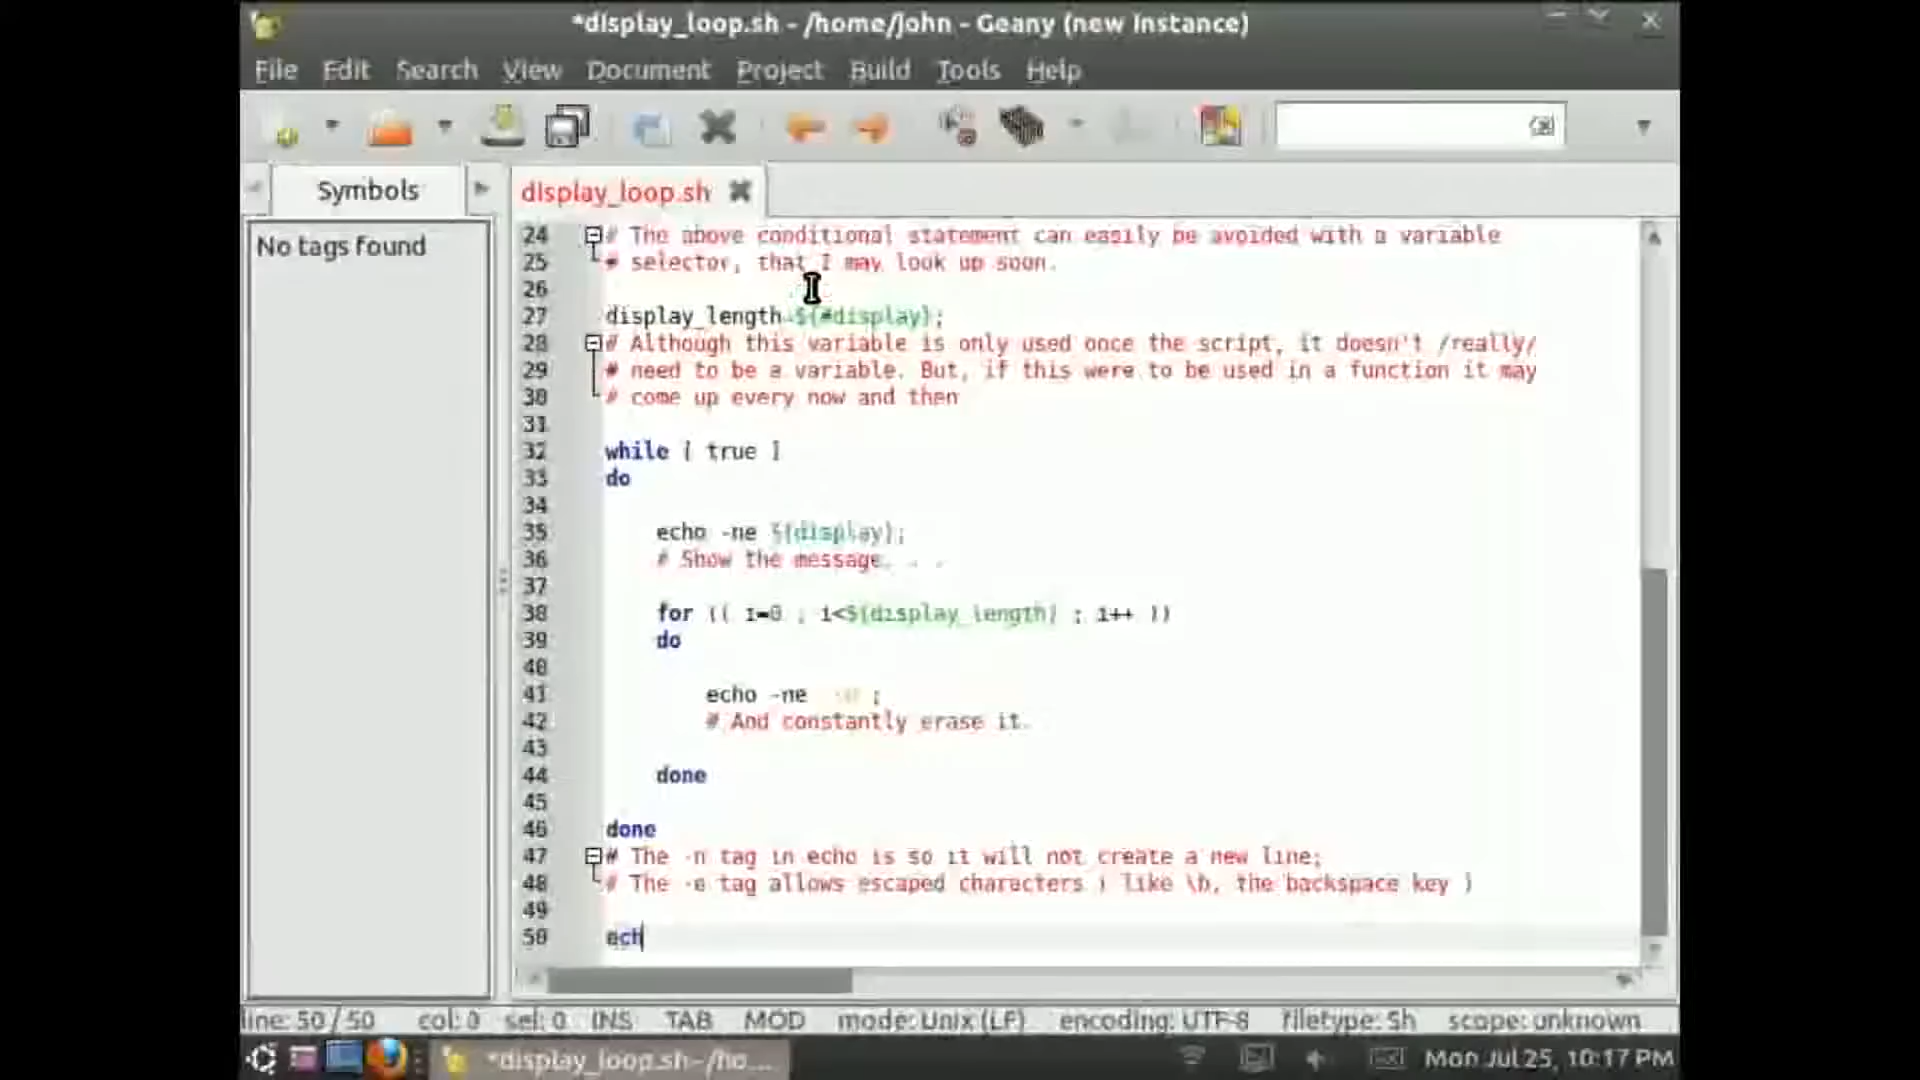 *display_loop.sh - /home/john - Geany (new instance)
File Edit Search View Document Project Build Tools Help
Symbols
display_loop.sh
No tags found
24 # The above conditional statement can easily be avoided with a variable
25 # selector, that I may look up soon.
26
27 display_length=${#display};
28 # Although this variable is only used once the script, it doesn't /really/
29 # need to be a variable. But, if this were to be used in a function it may
30 # come up every now and then
31
32 while [ true ]
33 do
34
35 echo -ne ${display};
36 # Show the message. . .
37
38 for (( i=0 ; i<${display_length} ; i++ ))
39 do
40
41 echo -ne ;
42 # And constantly erase it.
43
44 done
45
46 done
47 # The -n tag in echo is so it will not create a new line;
48 # The -e tag allows escaped characters ( like \b, the backspace key )
49
50 ech
line: 50 / 50 col: 0 sel: 0 INS TAB MOD mode: Unix (LF) encoding: UTF-8 filetype: Sh scope: unknown
*display_loop.sh - /ho... Mon Jul 25, 10:17 PM